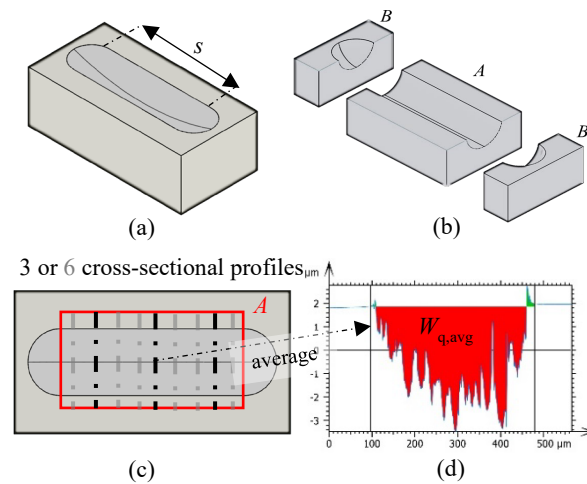 s
B
A
B
(a)
(b)
3 or 6 cross-sectional profiles
A
average
(c)
µm
2
1
0
-1
-2
-3
W q,avg
0
100
200
300
400
500
µm
(d)